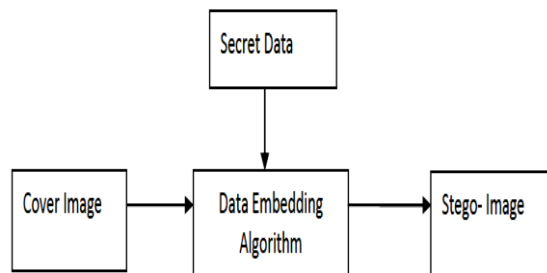 Secret Data
Cover Image
Data Embedding
Algorithm
Stego- Image